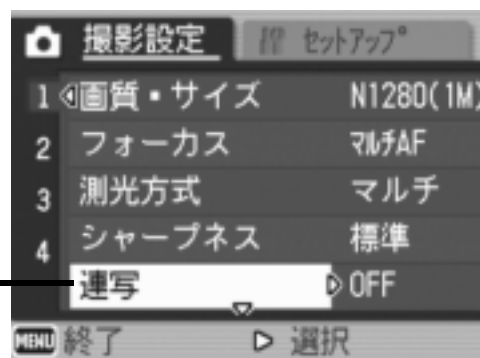 撮影設定 セットアップ
1 画質・サイズ N1280(1M)
2 フォーカス マルチAF
3 測光方式 マルチ
4 シャープネス 標準
連写 OFF
MENU 終了 選択